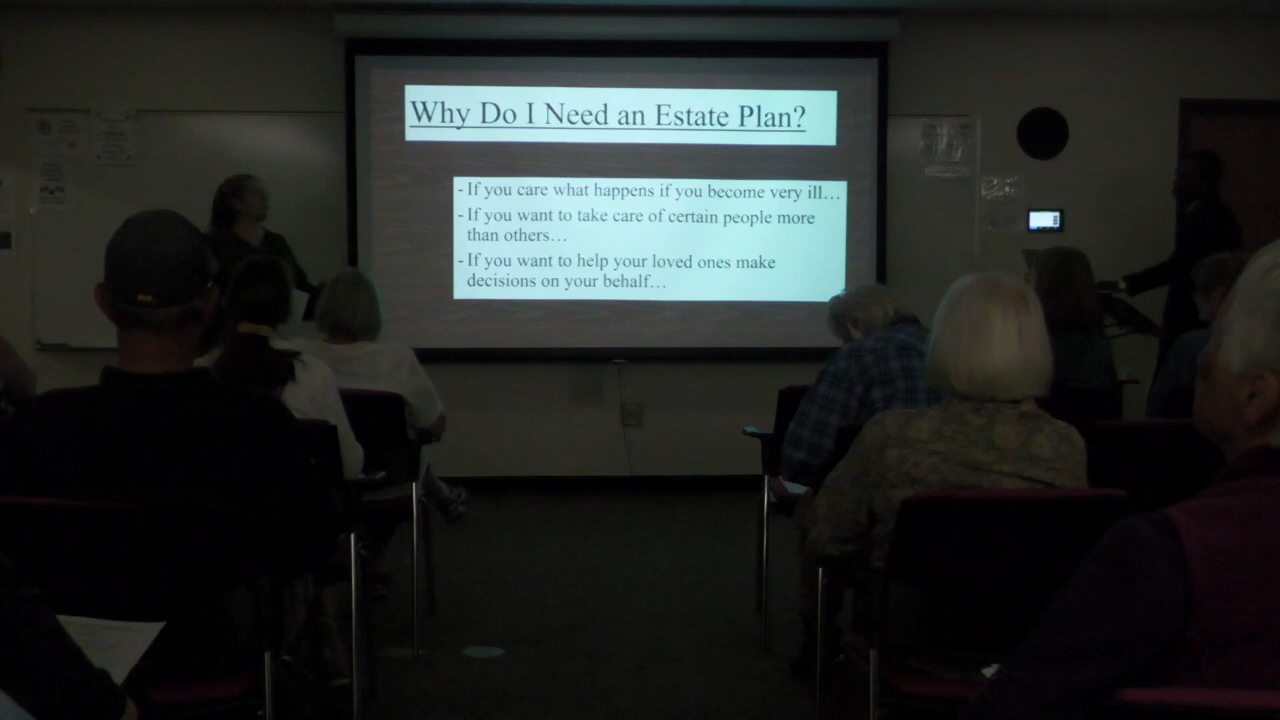 Why Do I Need an Estate Plan?
- If you care what happens if you become very ill…
- If you want to take care of certain people more
than others…
- If you want to help your loved ones make
decisions on your behalf…